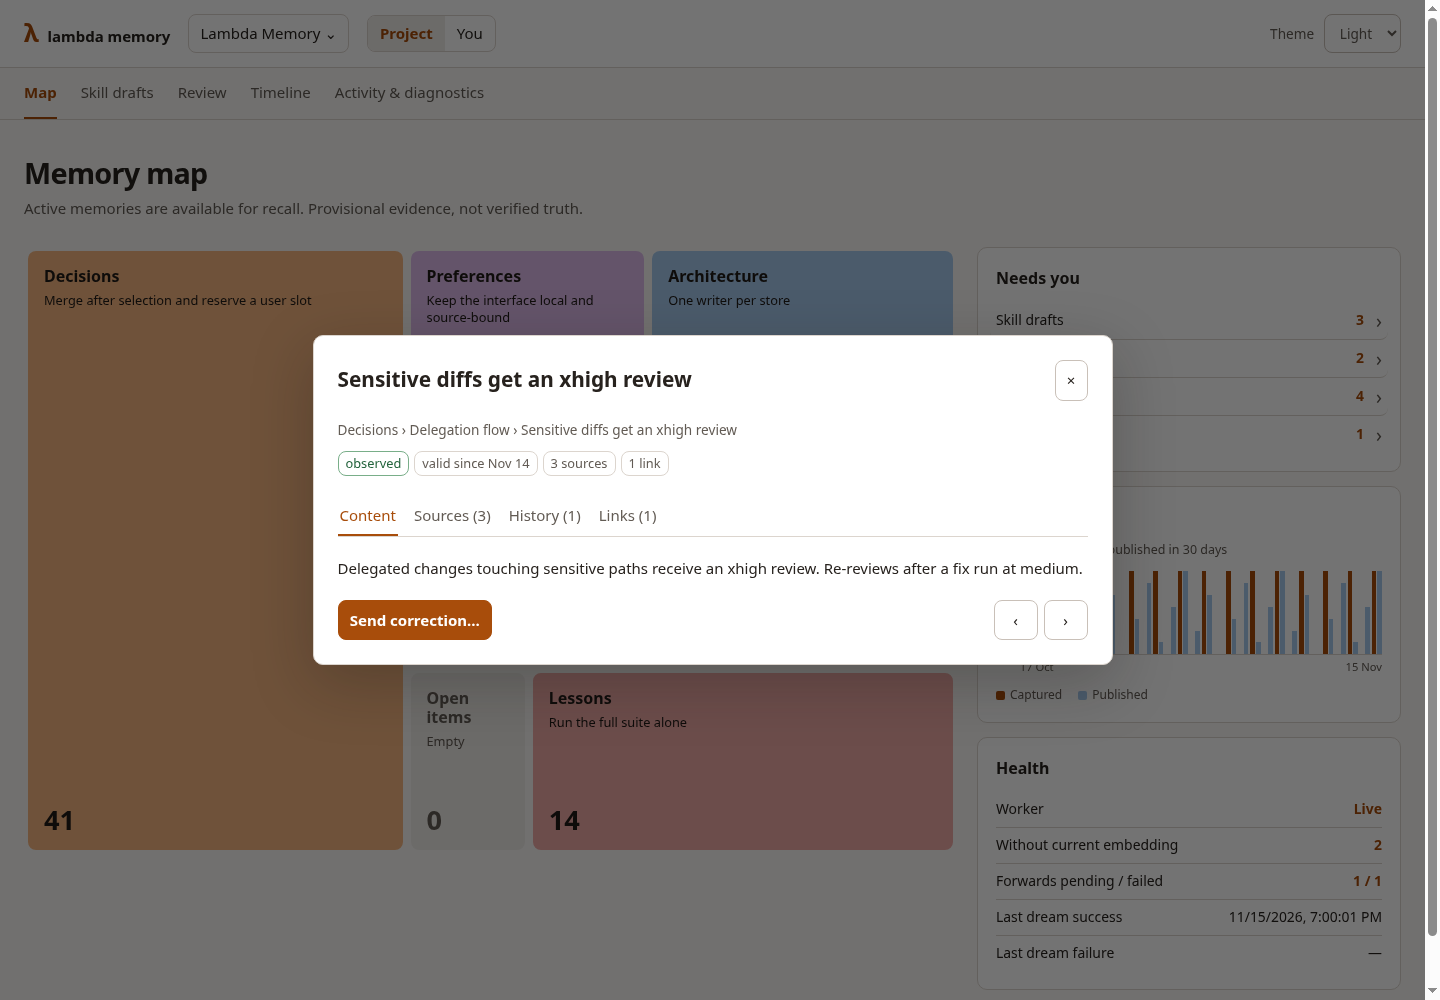 λ lambda memory
Lambda Memory ⌄
Project
You
Theme
Light
Map
Skill drafts
Review
Timeline
Activity & diagnostics
Memory map
Active memories are available for recall. Provisional evidence, not verified truth.
Decisions
Merge after selection and reserve a user slot
41
Preferences
Keep the interface local and
source-bound
Architecture
One writer per store
Needs you
Skill drafts
3 ›
2 ›
4 ›
1 ›
Sensitive diffs get an xhigh review
×
Decisions › Delegation flow › Sensitive diffs get an xhigh review
observed
valid since Nov 14
3 sources
1 link
Content
Sources (3)
History (1)
Links (1)
Delegated changes touching sensitive paths receive an xhigh review. Re-reviews after a fix run at medium.
Send correction...
‹
›
published in 30 days
17 Oct
15 Nov
Captured
Published
Open
items
Empty
0
Lessons
Run the full suite alone
14
Health
Worker
Live
Without current embedding
2
Forwards pending / failed
1 / 1
Last dream success
11/15/2026, 7:00:01 PM
Last dream failure
—